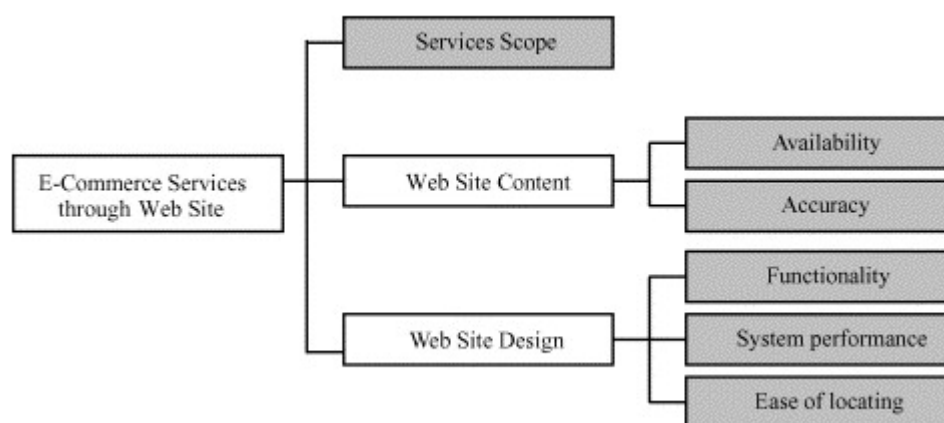 Services Scope
Availability
E-Commerce Services
through Web Site
Web Site Content
Accuracy
Functionality
Web Site Design
System performance
Ease of locating